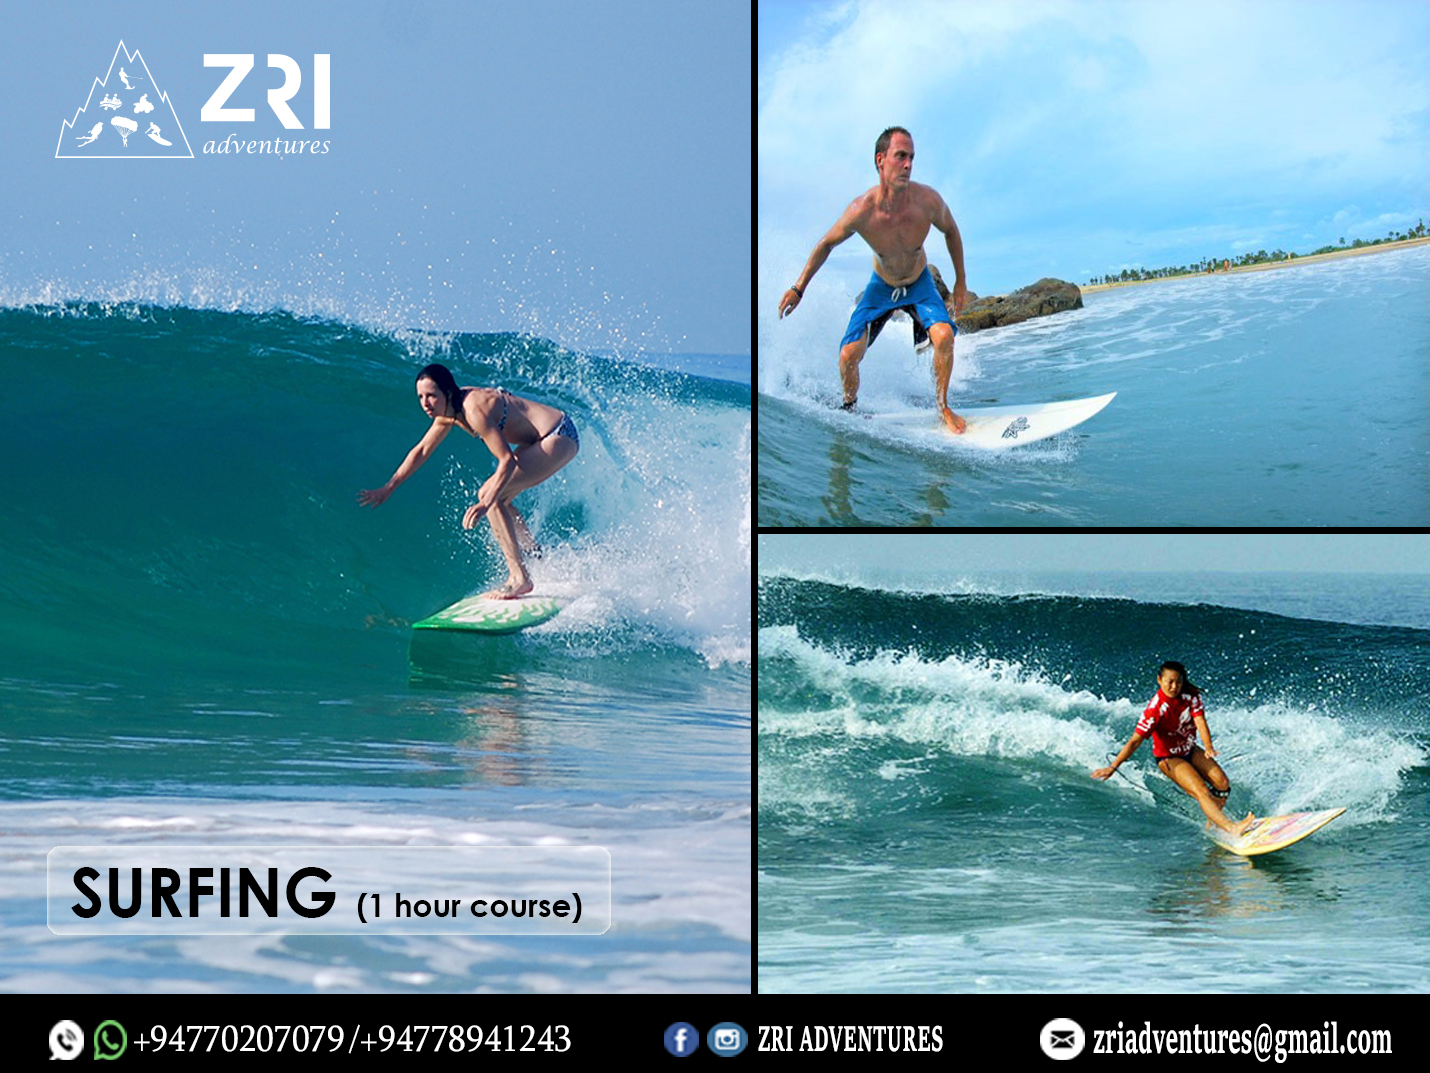 ZRI
adventures
SURFING (1 hour course)
+94770207079/+94778941243
ZRI ADVENTURES
zriadventures@gmail.com